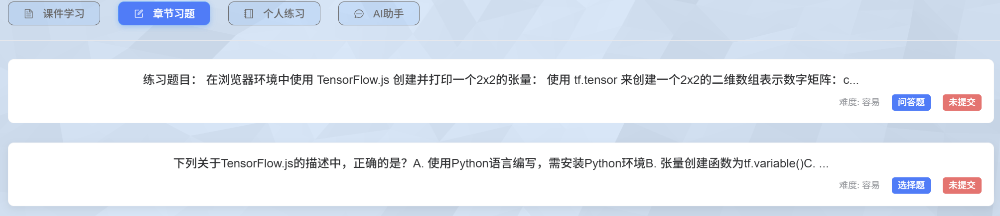 课件学习 章节习题 个人练习 AI助手
练习题目： 在浏览器环境中使用 TensorFlow.js 创建并打印一个2x2的张量： 使用 tf.tensor 来创建一个2x2的二维数组表示数字矩阵：c...
难度: 容易 问答题 未提交
下列关于TensorFlow.js的描述中，正确的是？A. 使用Python语言编写，需安装Python环境B. 张量创建函数为tf.variable()C. ...
难度: 容易 选择题 未提交